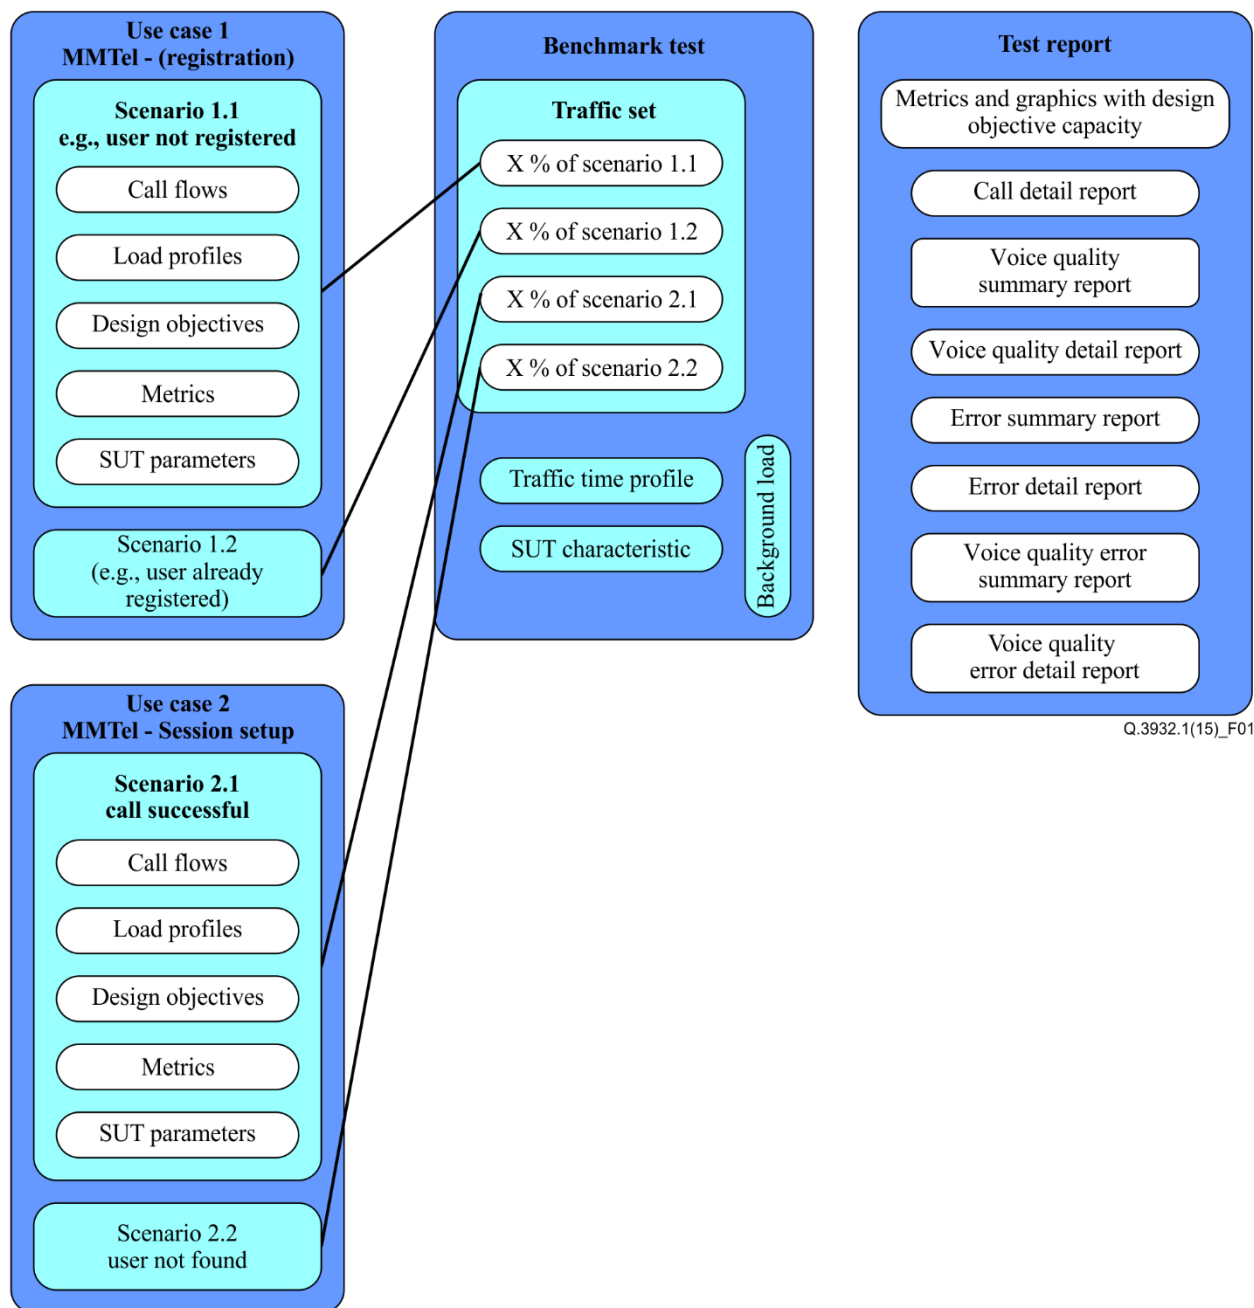 Use case 1
MMTel - (registration)
Scenario 1.1
e.g., user not registered
Call flows
Load profiles
Design objectives
Metrics
SUT parameters
Scenario 1.2
(e.g., user already
registered)
Use case 2
MMTel - Session setup
Scenario 2.1
call successful
Call flows
Load profiles
Design objectives
Metrics
SUT parameters
Scenario 2.2
user not found
Benchmark test
Traffic set
X % of scenario 1.1
X % of scenario 1.2
X % of scenario 2.1
X % of scenario 2.2
Traffic time profile
SUT characteristic
Background load
Test report
Metrics and graphics with design
objective capacity
Call detail report
Voice quality
summary report
Voice quality detail report
Error summary report
Error detail report
Voice quality error
summary report
Voice quality
error detail report
Q.3932.1(15)_F01